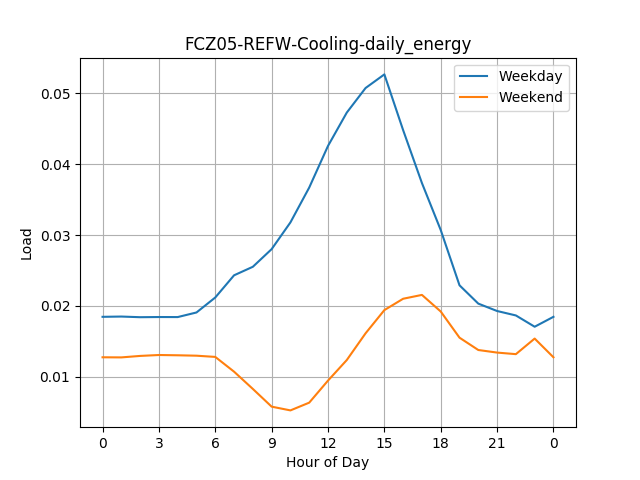 FCZ05-REFW-Cooling-daily_energy
Weekday
Weekend
0.05
0.04
0.03
0.02
0.01
Load
0 3 6 9 12 15 18 21 0
Hour of Day